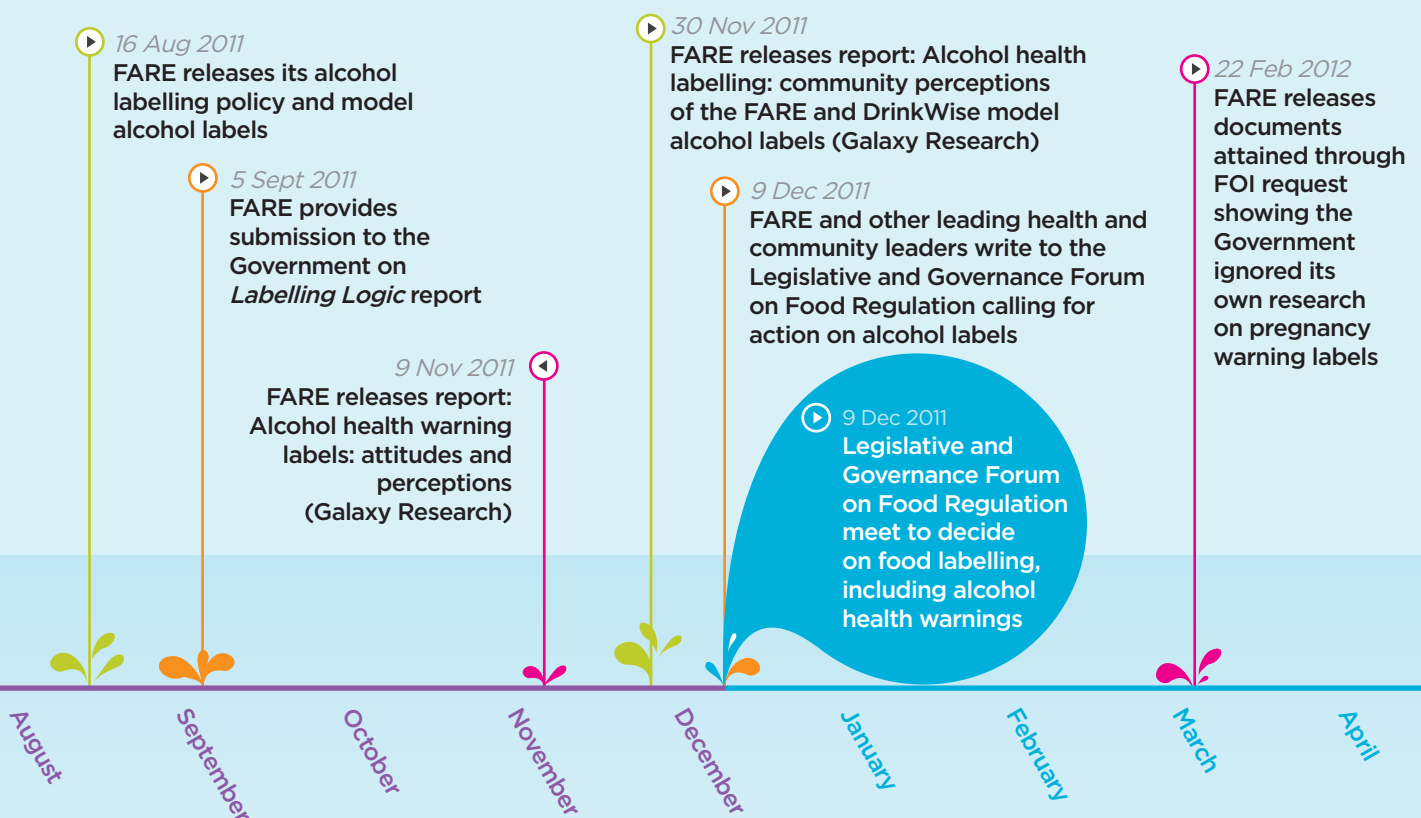 16 Aug 2011
FARE releases its alcohol
labelling policy and model
alcohol labels
5 Sept 2011
FARE provides
submission to the
Government on
Labelling Logic report
9 Nov 2011
FARE releases report:
Alcohol health warning
labels: attitudes and
perceptions
(Galaxy Research)
30 Nov 2011
FARE releases report: Alcohol health
labelling: community perceptions
of the FARE and DrinkWise model
alcohol labels (Galaxy Research)
9 Dec 2011
FARE and other leading health and
community leaders write to the
Legislative and Governance Forum
on Food Regulation calling for
action on alcohol labels
9 Dec 2011
Legislative and
Governance Forum
on Food Regulation
meet to decide
on food labelling,
including alcohol
health warnings
22 Feb 2012
FARE releases
documents
attained through
FOI request
showing the
Government
ignored its
own research
on pregnancy
warning labels
August
September
October
November
December
January
February
March
April